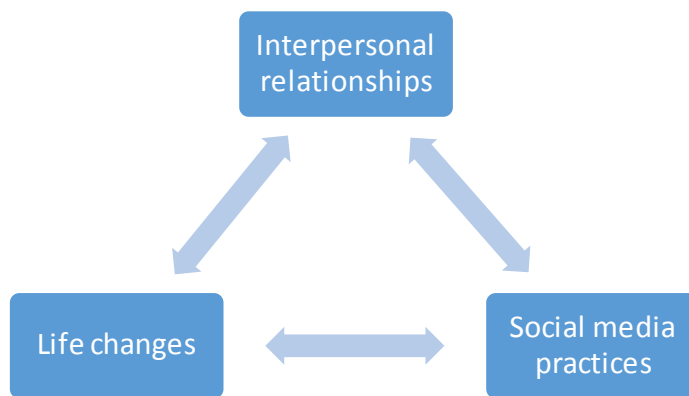 Interpersonal
relationships
Life changes
Social media
practices